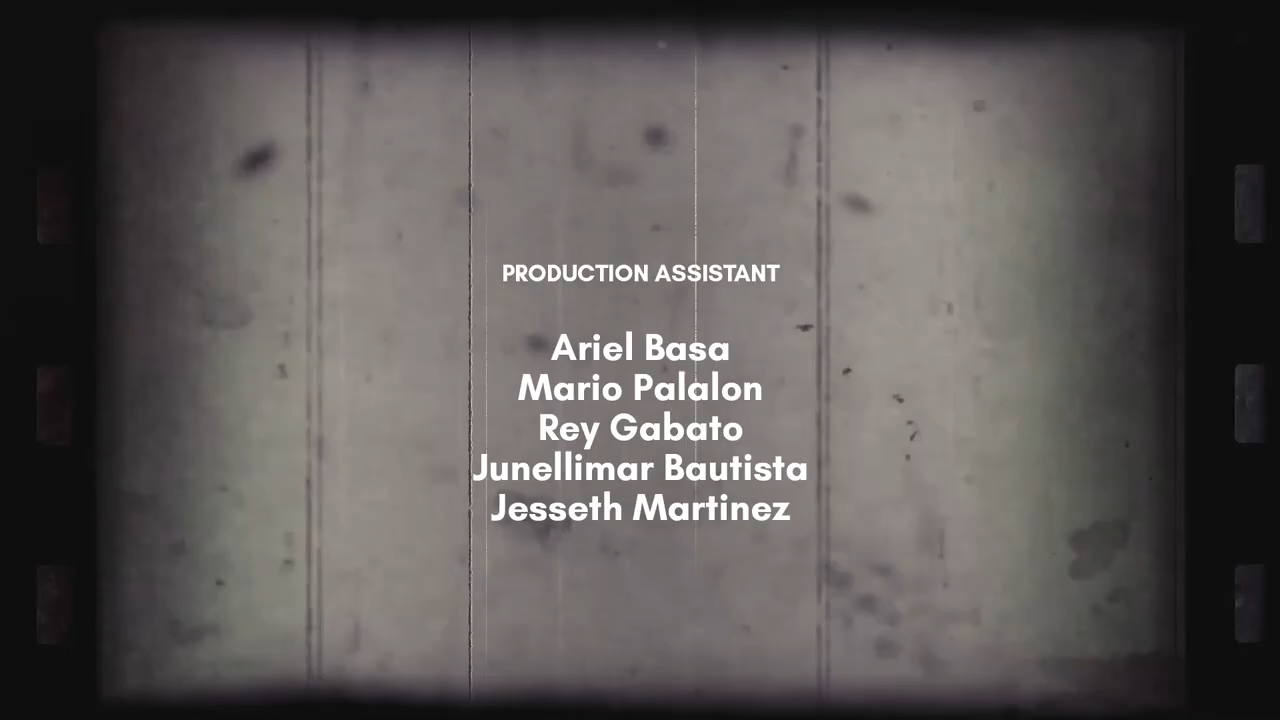 PRODUCTION ASSISTANT
Ariel Basa
Mario Palalon
Rey Gabato
Junellimar Bautista
Jesseth Martinez